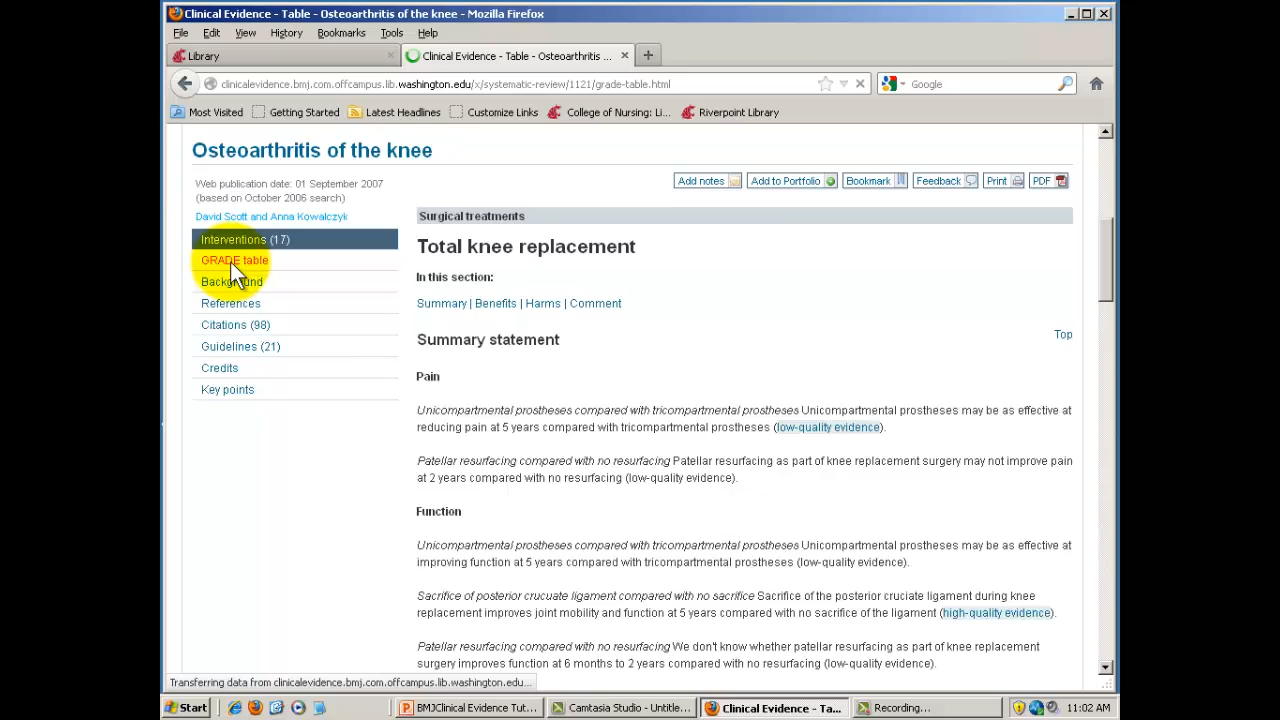 Clinical Evidence - Table - Osteoarthritis of the knee - Mozilla Firefox
File Edit View History Bookmarks Tools Help
Library Clinical Evidence - Table - Osteoarthritis ...
clinicalevidence.bmj.com.offcampus.lib.washington.edu/x/systematic-review/1121/grade-table.html Google
Most Visited Getting Started Latest Headlines Customize Links College of Nursing: Li... Riverpoint Library
Osteoarthritis of the knee
Web publication date: 01 September 2007
(based on October 2006 search)
David Scott and Anna Kowalczyk
Add notes Add to Portfolio Bookmark Feedback Print PDF
Interventions (17)
GRADE table
Background
References
Citations (98)
Guidelines (21)
Credits
Key points
Surgical treatments
Total knee replacement
In this section:
Summary | Benefits | Harms | Comment
Summary statement
Top
Pain
Unicompartmental prostheses compared with tricompartmental prostheses Unicompartmental prostheses may be as effective at
reducing pain at 5 years compared with tricompartmental prostheses (low-quality evidence).
Patellar resurfacing compared with no resurfacing Patellar resurfacing as part of knee replacement surgery may not improve pain
at 2 years compared with no resurfacing (low-quality evidence).
Function
Unicompartmental prostheses compared with tricompartmental prostheses Unicompartmental prostheses may be as effective at
improving function at 5 years compared with tricompartmental prostheses (low-quality evidence).
Sacrifice of posterior cruciate ligament compared with no sacrifice Sacrifice of the posterior cruciate ligament during knee
replacement improves joint mobility and function at 5 years compared with no sacrifice of the ligament (high-quality evidence).
Patellar resurfacing compared with no resurfacing We don't know whether patellar resurfacing as part of knee replacement
surgery improves function at 6 months to 2 years compared with no resurfacing (low-quality evidence).
Transferring data from clinicalevidence.bmj.com.offcampus.lib.washington.edu...
Start BMJClinical Evidence Tut... Camtasia Studio - Untitle... Clinical Evidence - Ta... Recording... 11:02 AM